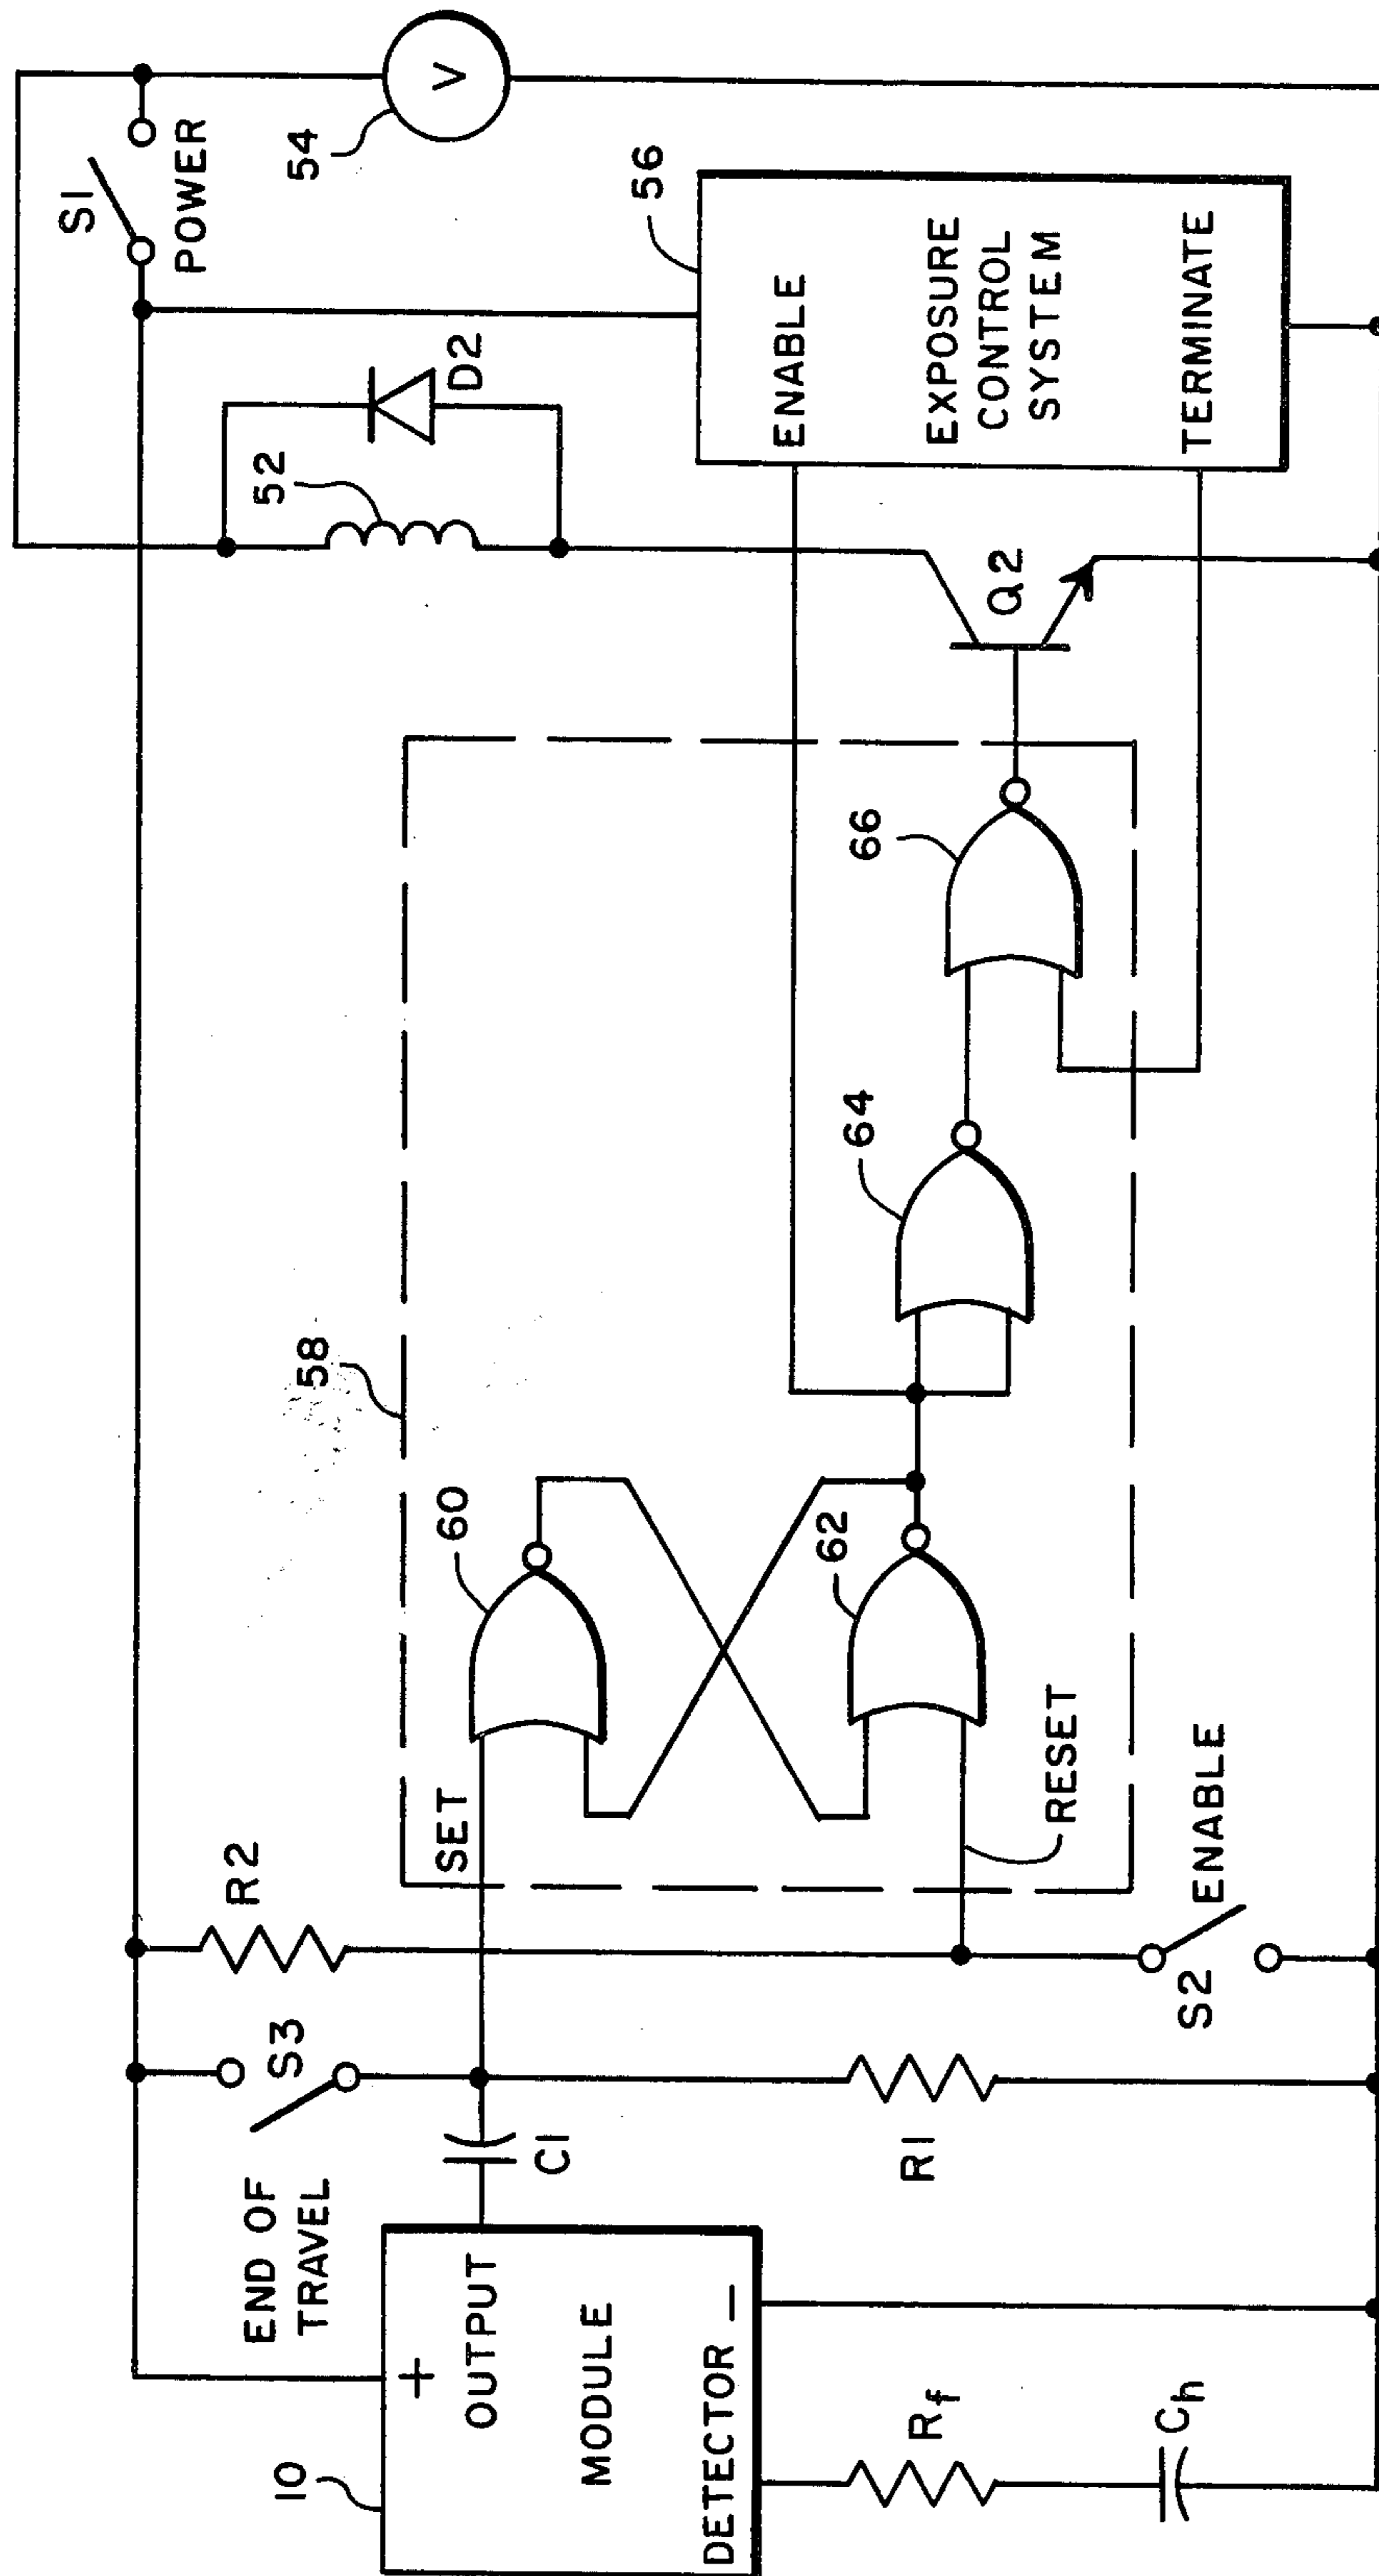 S1
POWER
54
V
56
ENABLE
EXPOSURE
CONTROL
SYSTEM
TERMINATE
52
D2
Q2
58
66
64
60
62
SET
RESET
R2
S3
END OF
TRAVEL
C1
R1
S2
ENABLE
10
+
OUTPUT
MODULE
DETECTOR
−
Rf
Ch